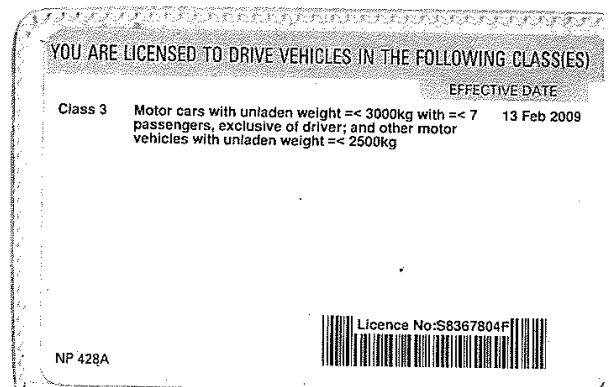 YOU ARE LICENSED TO DRIVE VEHICLES IN THE FOLLOWING CLASS(ES)
EFFECTIVE DATE
Class 3 Motor cars with unladen weight =< 3000kg with =< 7 13 Feb 2009
passengers, exclusive of driver; and other motor
vehicles with unladen weight =< 2500kg
Licence No:S8367804F
NP 428A